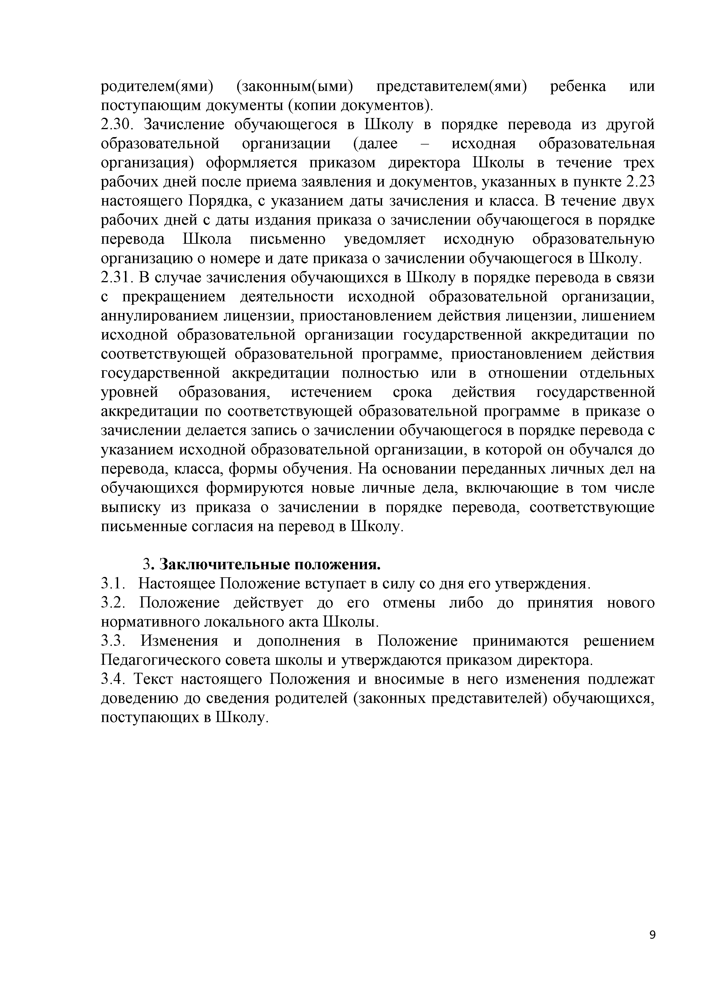 родителем(ями) (законным(ыми) представителем(ями) ребенка или
поступающим документы (копии документов).
2.30. Зачисление обучающегося в Школу в порядке перевода из другой
образовательной организации (далее – исходная образовательная
организация) оформляется приказом директора Школы в течение трех
рабочих дней после приема заявления и документов, указанных в пункте 2.23
настоящего Порядка, с указанием даты зачисления и класса. В течение двух
рабочих дней с даты издания приказа о зачислении обучающегося в порядке
перевода Школа письменно уведомляет исходную образовательную
организацию о номере и дате приказа о зачислении обучающегося в Школу.
2.31. В случае зачисления обучающихся в Школу в порядке перевода в связи
с прекращением деятельности исходной образовательной организации,
аннулированием лицензии, приостановлением действия лицензии, лишением
исходной образовательной организации государственной аккредитации по
соответствующей образовательной программе, приостановлением действия
государственной аккредитации полностью или в отношении отдельных
уровней образования, истечением срока действия государственной
аккредитации по соответствующей образовательной программе в приказе о
зачислении делается запись о зачислении обучающегося в порядке перевода с
указанием исходной образовательной организации, в которой он обучался до
перевода, класса, формы обучения. На основании переданных личных дел на
обучающихся формируются новые личные дела, включающие в том числе
выписку из приказа о зачислении в порядке перевода, соответствующие
письменные согласия на перевод в Школу.
3. Заключительные положения.
3.1. Настоящее Положение вступает в силу со дня его утверждения.
3.2. Положение действует до его отмены либо до принятия нового
нормативного локального акта Школы.
3.3. Изменения и дополнения в Положение принимаются решением
Педагогического совета школы и утверждаются приказом директора.
3.4. Текст настоящего Положения и вносимые в него изменения подлежат
доведению до сведения родителей (законных представителей) обучающихся,
поступающих в Школу.
9